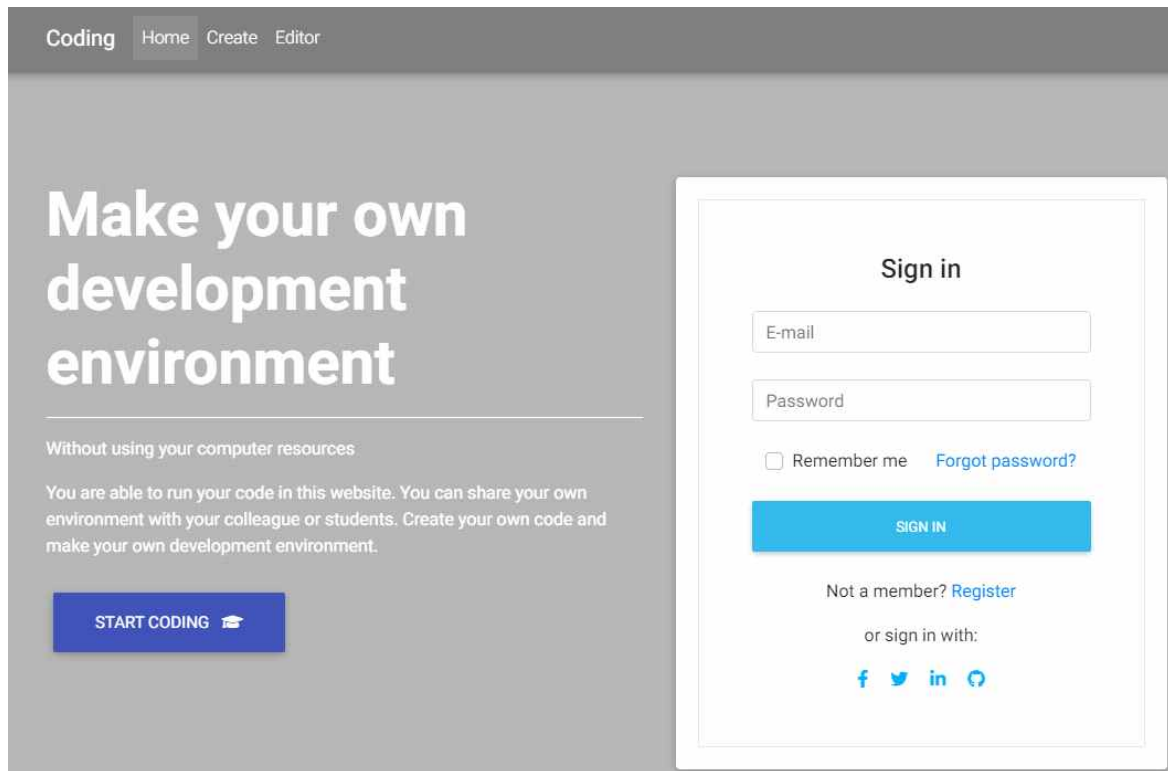 Coding Home Create Editor
Make your own
development
environment
Without using your computer resources
You are able to run your code in this website. You can share your own
environment with your colleague or students. Create your own code and
make your own development environment.
START CODING
Sign in
E-mail
Password
Remember me Forgot password?
SIGN IN
Not a member? Register
or sign in with: